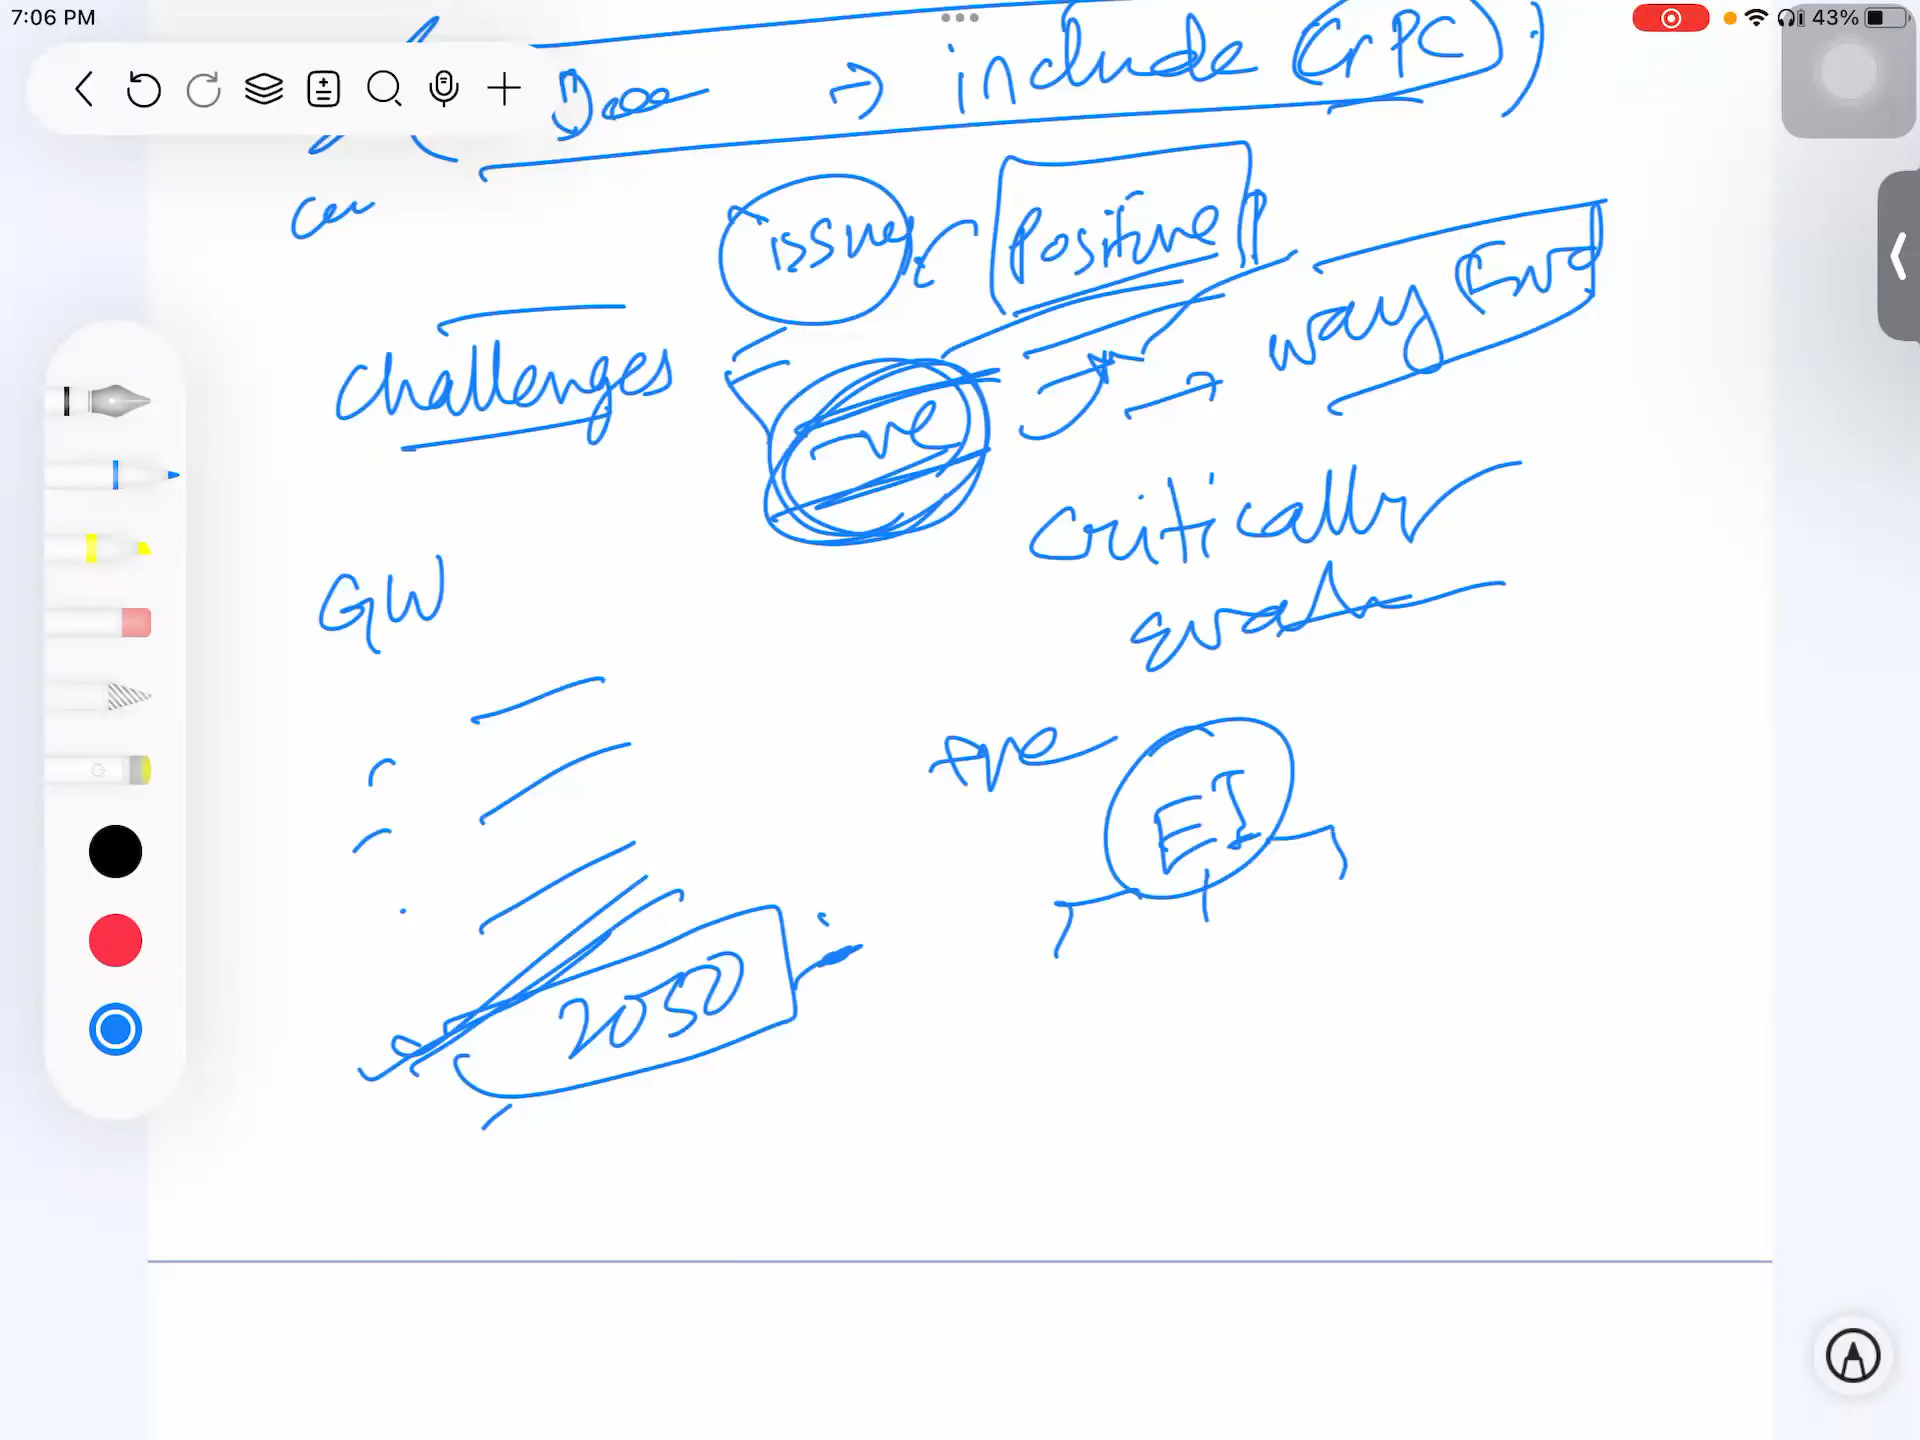 7:06 PM
43%
→ include (CrPC)
issue
Positive
way Fwd
challenges
-ve
critically
GW
+ve
EI
2050